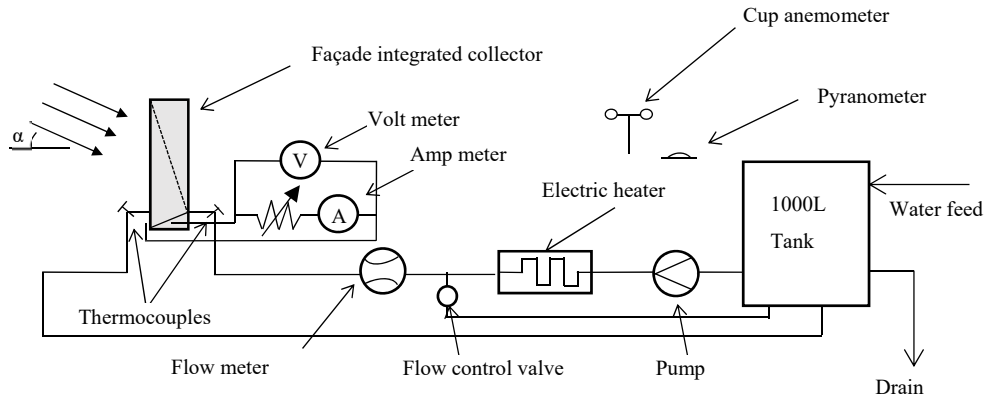 Cup anemometer
Façade integrated collector
Pyranometer
Volt meter
α
Amp meter
V
Electric heater
1000L
Tank
A
Water feed
Thermocouples
Flow meter
Flow control valve
Pump
Drain